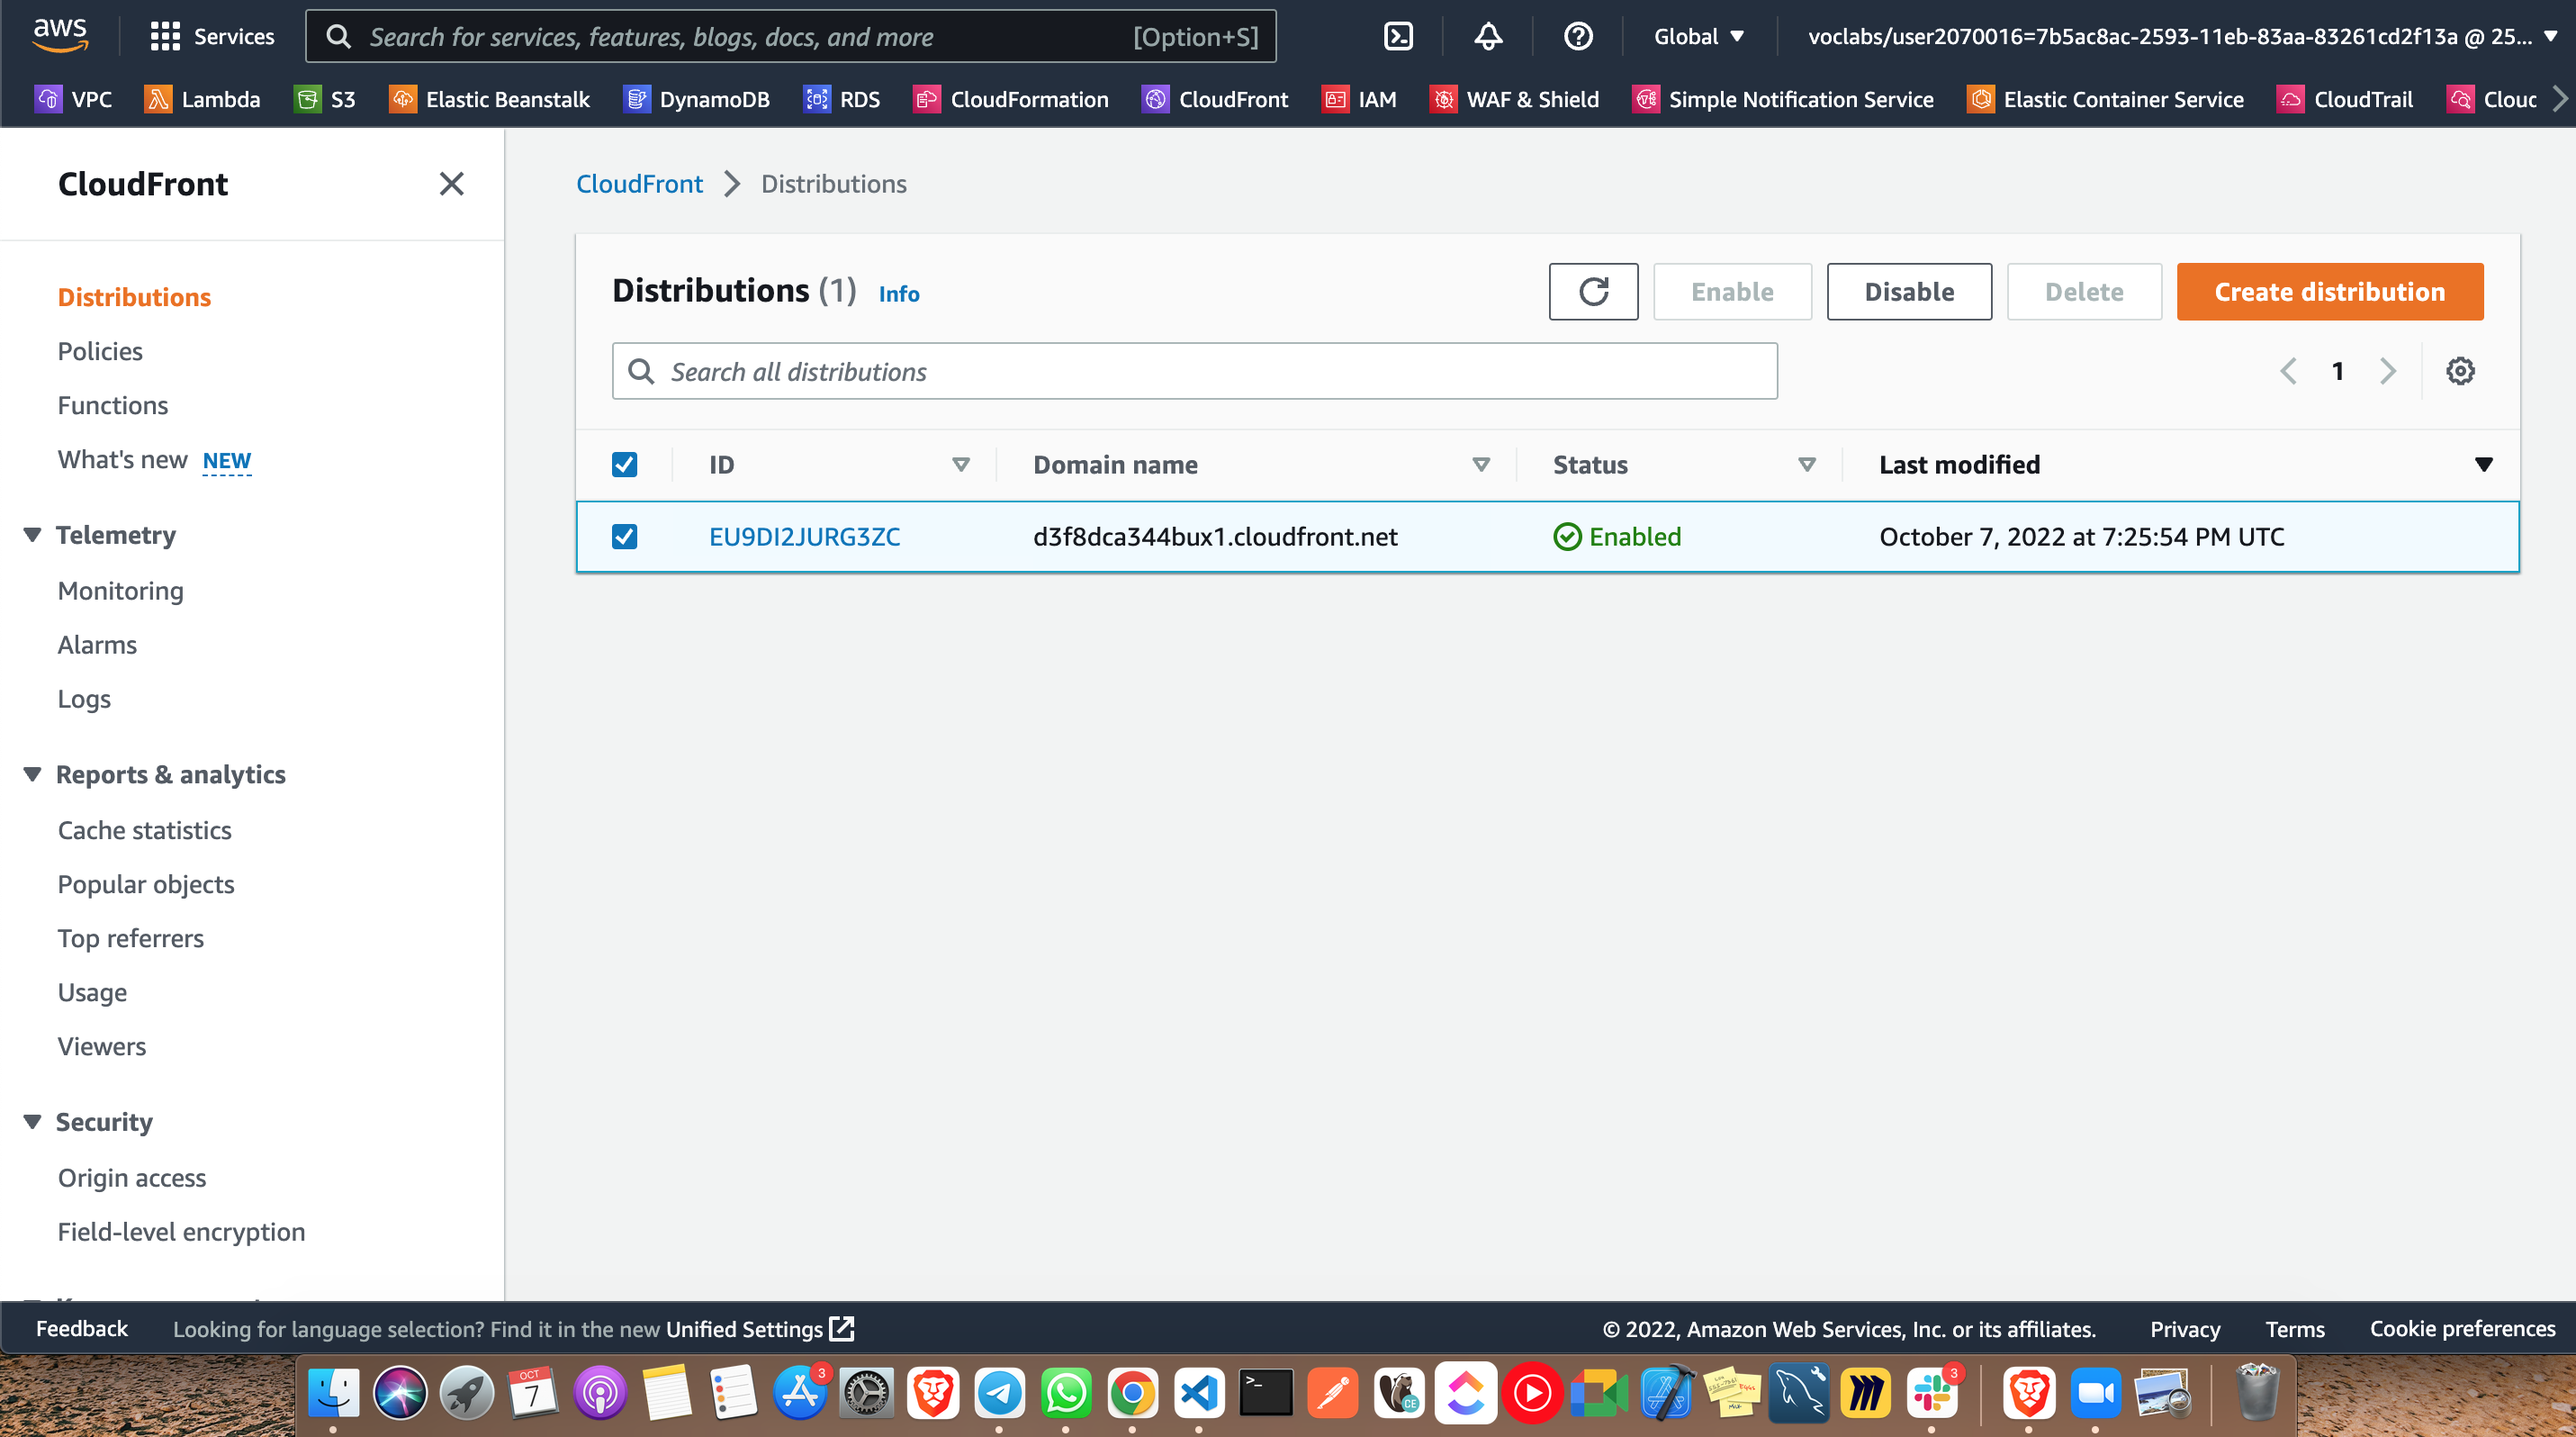 aws
Services
Search for services, features, blogs, docs, and more [Option+S]
Global
voclabs/user2070016=7b5ac8ac-2593-11eb-83aa-83261cd2f13a @ 25...
VPC Lambda S3 Elastic Beanstalk DynamoDB RDS CloudFormation CloudFront IAM WAF & Shield Simple Notification Service Elastic Container Service CloudTrail Clouc
CloudFront
Distributions
Policies
Functions
What's new NEW
Telemetry
Monitoring
Alarms
Logs
Reports & analytics
Cache statistics
Popular objects
Top referrers
Usage
Viewers
Security
Origin access
Field-level encryption
CloudFront Distributions
Distributions (1) Info
Enable Disable Delete Create distribution
Search all distributions
1
ID Domain name Status Last modified
EU9DI2JURG3ZC d3f8dca344bux1.cloudfront.net Enabled October 7, 2022 at 7:25:54 PM UTC
Feedback Looking for language selection? Find it in the new Unified Settings
© 2022, Amazon Web Services, Inc. or its affiliates. Privacy Terms Cookie preferences
OCT
7
3
>_
CE
3